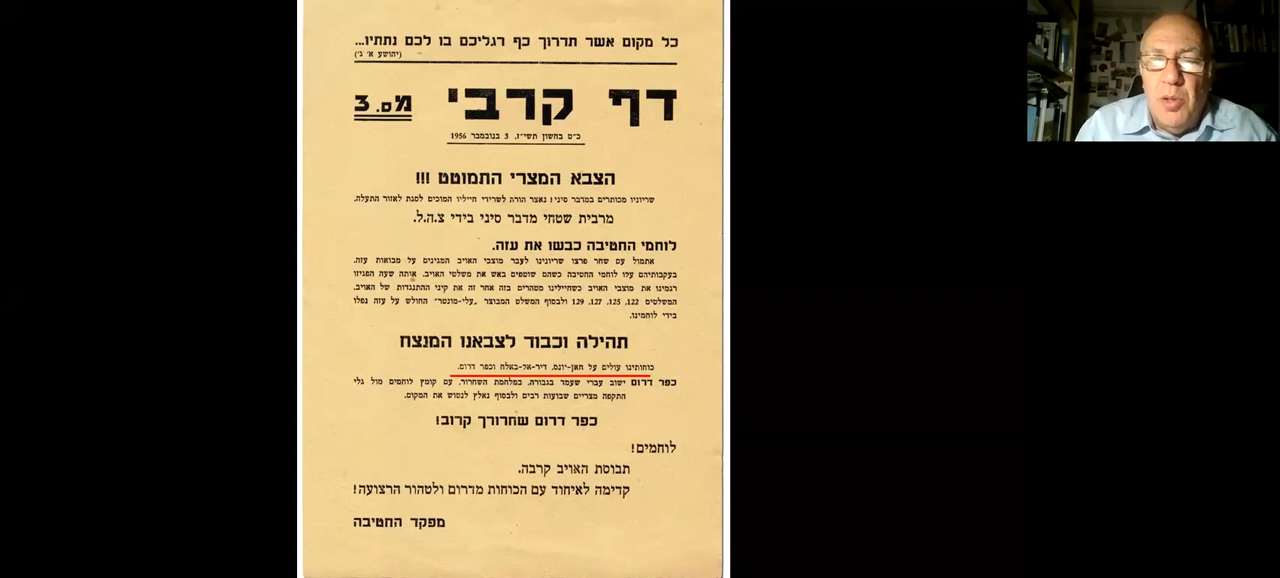 כל מקום אשר תדרוך כף רגליכם בו לכם נתתיו...
(יהושע א׳ ג׳)
דף קרבי מס. 3
כ״ט בחשון תשי״ז, 3 בנובמבר 1956
הצבא המצרי התמוטט !!!
שריוניו מכותרים במדבר סיני! נאצר הורה לשרידי חייליו המוכים לסגת לאזור התעלה.
מרבית שטחי מדבר סיני בידי צ.ה.ל.
לוחמי החטיבה כבשו את עזה.
אתמול עם שחר פרצו שריונינו לעבר מוצבי האויב המגינים על מבואות עזה.
בעקבותיהם עלו לוחמי החטיבה כשהם שוטפים באש את משלטי האויב. אותה שעה הפגיזו
רגמינו את מוצבי האויב כשחיילינו מטהרים בזה אחר זה את קיני ההתנגדות של האויב.
המשלטים 122, 125, 127, 129 ולבסוף המשלט המבוצר „עלי-מונטר״ החולש על עזה נפלו
בידי לוחמינו.
תהילה וכבוד לצבאנו המנצח
כוחותינו עולים על חאן-יונס, דיר-אל-באלח וכפר דרום.
כפר דרום ישוב עברי שעמד בגבורה, במלחמת השחרור, עם קומץ לוחמים מול גלי
התקפה מצריים שבועות רבים ולבסוף נאלץ לנטוש את המקום.
כפר דרום שחרורך קרוב!
לוחמים!
תבוסת האויב קרבה.
קדימה לאיחוד עם הכוחות מדרום ולטהור הרצועה!
מפקד החטיבה